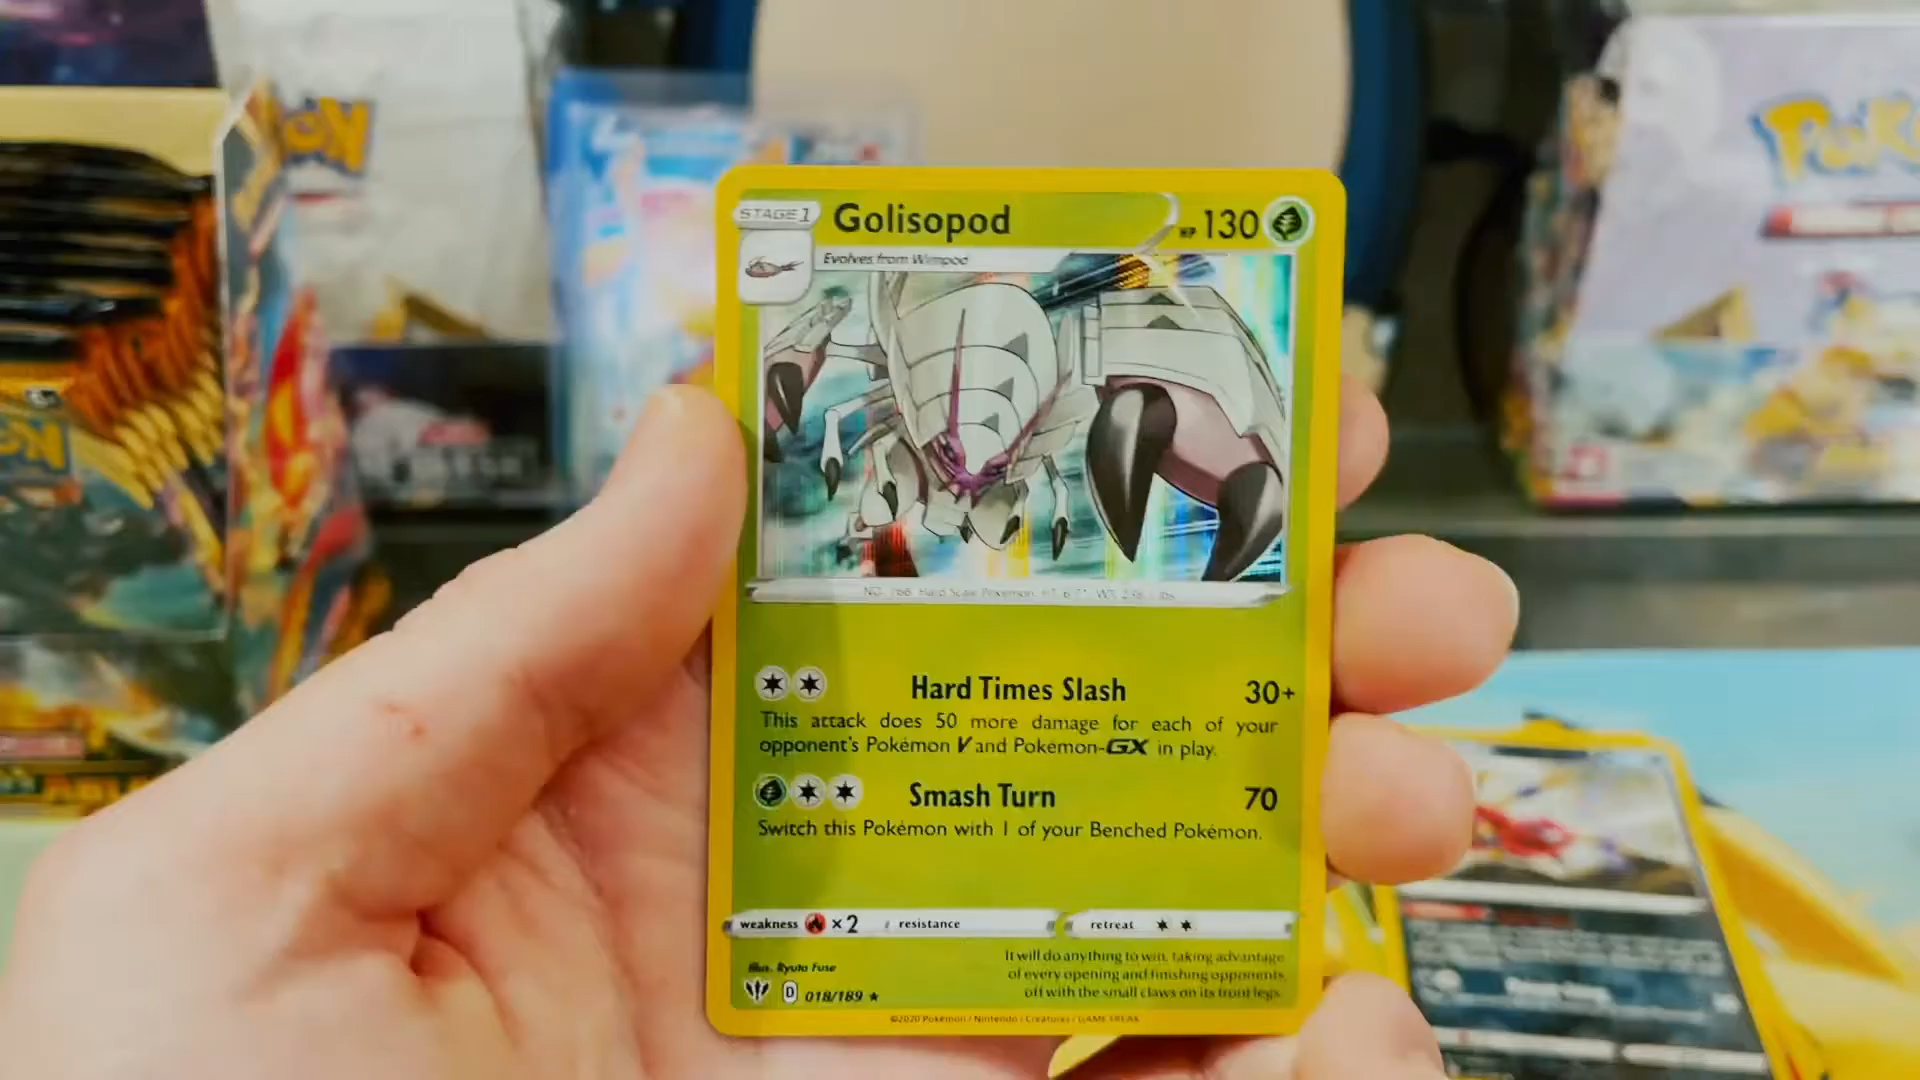 STAGE 1
Golisopod
HP 130
Evolves from Wimpod
Hard Times Slash 30+
This attack does 50 more damage for each of your
opponent's Pokémon V and Pokémon-GX in play.
Smash Turn 70
Switch this Pokémon with 1 of your Benched Pokémon.
weakness ×2 resistance retreat
Illus. Ryuta Fuse
It will do anything to win, taking advantage
of every opening and finishing opponents
off with the small claws on its front legs.
D 018/189
©2020 Pokémon / Nintendo / Creatures / GAME FREAK